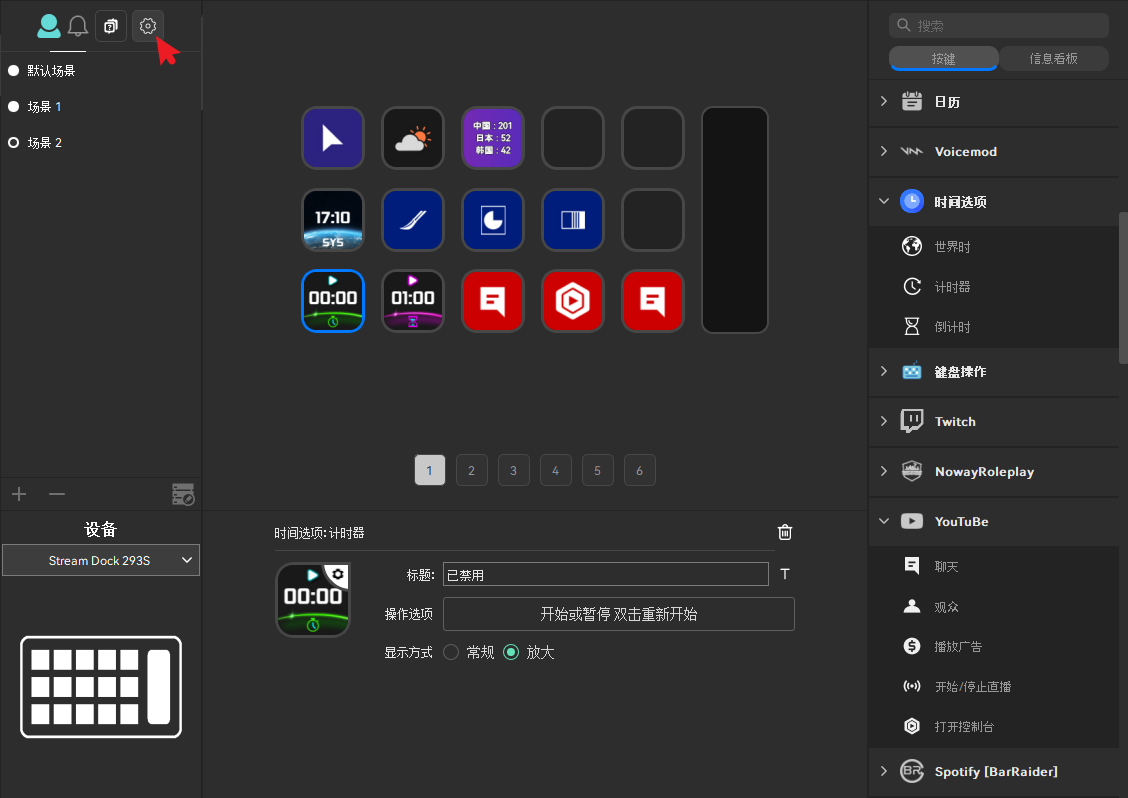 默认场景
场景 1
场景 2
设备
Stream Dock 293S
中国 : 201
日本 : 52
韩国 : 42
17:10
SYS
00:00
01:00
1
2
3
4
5
6
时间选项:计时器
00:00
标题:
已禁用
T
操作选项
开始或暂停 双击重新开始
显示方式
常规
放大
搜索
按键
信息看板
日历
Voicemod
时间选项
世界时
计时器
倒计时
键盘操作
Twitch
NowayRoleplay
YouTuBe
聊天
观众
播放广告
开始/停止直播
打开控制台
BR
Spotify [BarRaider]